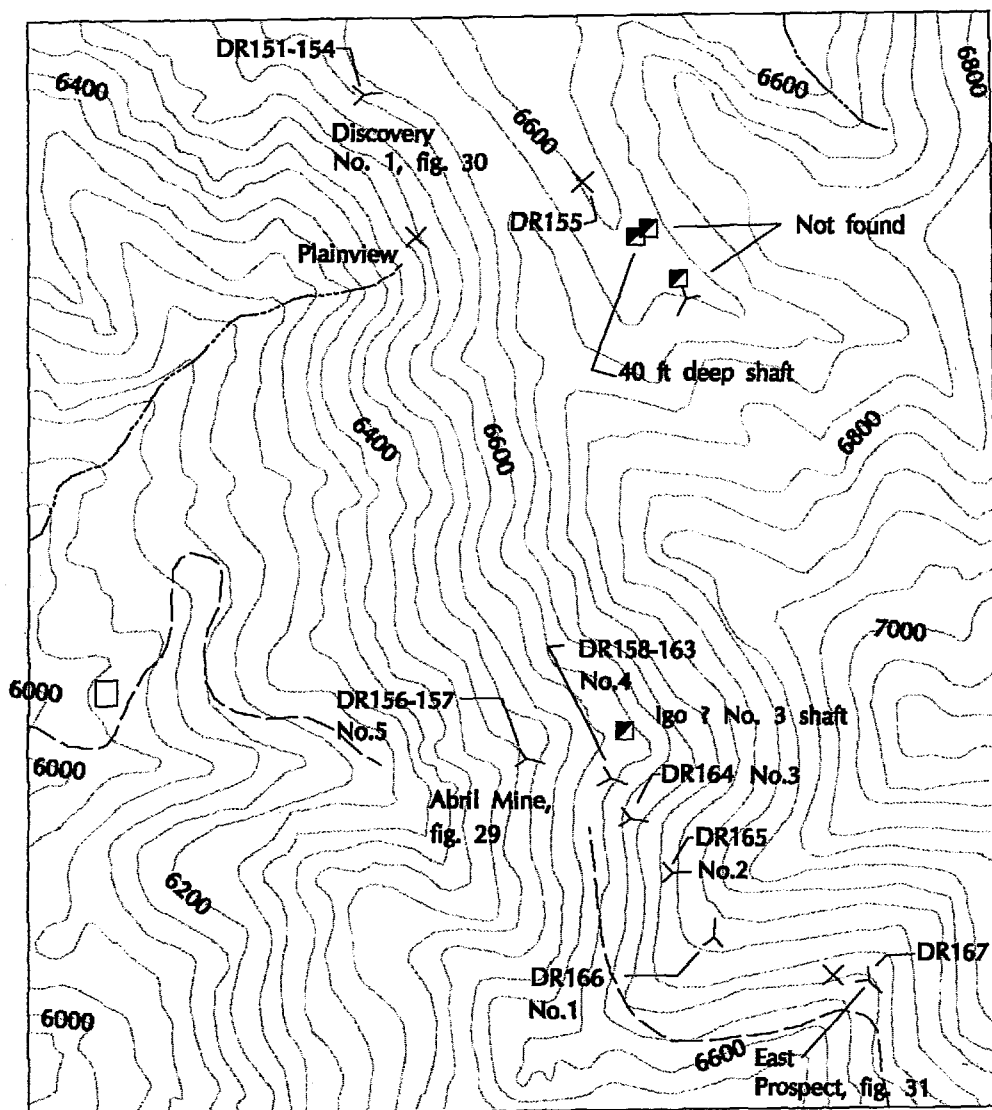 DR151-154
6400
6600
6800
6600
Discovery
No. 1, fig. 30
DR155
Not found
Plainview
40 ft deep shaft
6400
6600
6800
7000
DR158-163
No.4
6000
DR156-157
No.5
Igo ? No. 3 shaft
6000
DR164 No.3
Abril Mine,
fig. 29
DR165
No.2
6200
DR166
No.1
DR167
6000
6600
East
Prospect, fig. 31